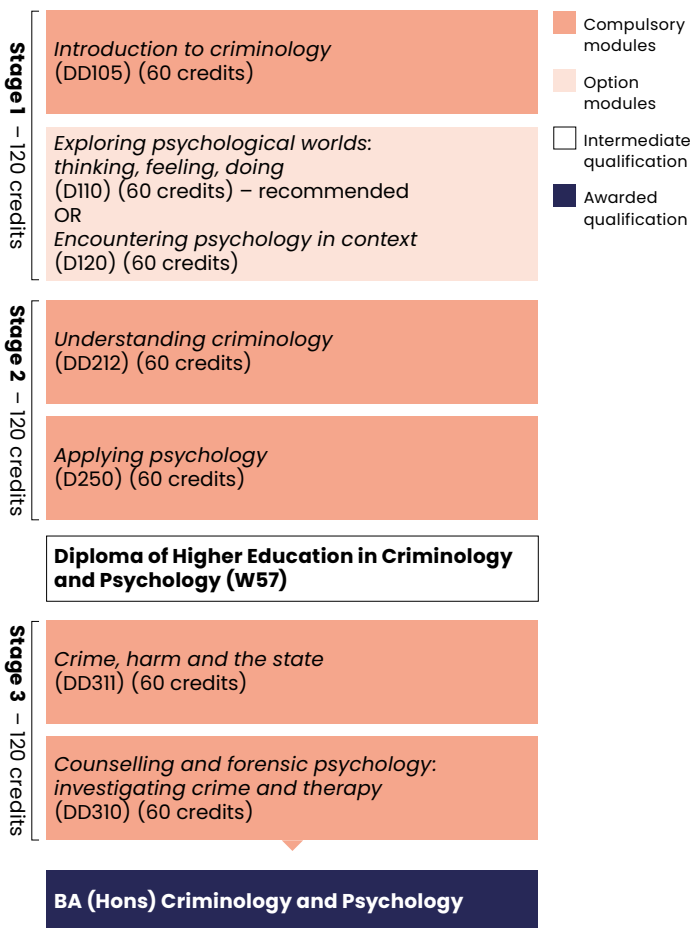 Stage 1 – 120 credits
Introduction to criminology
(DD105) (60 credits)
Exploring psychological worlds:
thinking, feeling, doing
(D110) (60 credits) – recommended
OR
Encountering psychology in context
(D120) (60 credits)
Stage 2 – 120 credits
Understanding criminology
(DD212) (60 credits)
Applying psychology
(D250) (60 credits)
Diploma of Higher Education in Criminology
and Psychology (W57)
Stage 3 – 120 credits
Crime, harm and the state
(DD311) (60 credits)
Counselling and forensic psychology:
investigating crime and therapy
(DD310) (60 credits)
BA (Hons) Criminology and Psychology
Compulsory
modules
Option
modules
Intermediate
qualification
Awarded
qualification